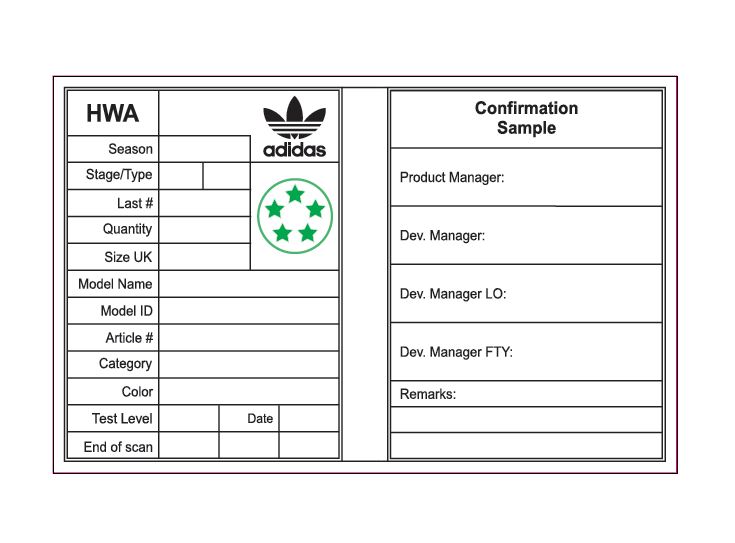 HWA
adidas
Season
Stage/Type
Last #
Quantity
Size UK
Model Name
Model ID
Article #
Category
Color
Test Level
Date
End of scan
Confirmation
Sample
Product Manager:
Dev. Manager:
Dev. Manager LO:
Dev. Manager FTY:
Remarks: